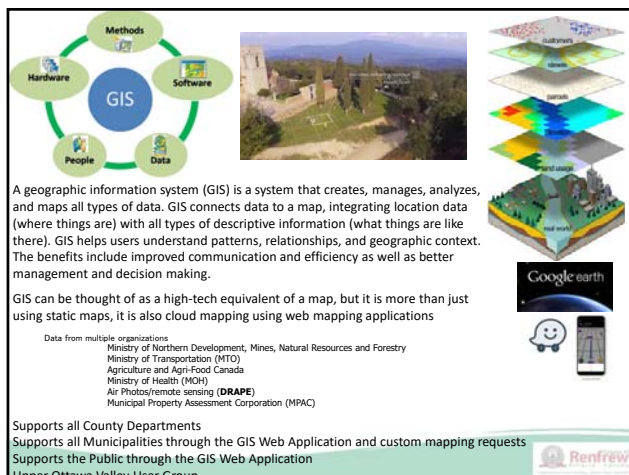 Methods
Hardware
Software
GIS
People
Data
customers
streets
parcels
land usage
real world
A geographic information system (GIS) is a system that creates, manages, analyzes,
and maps all types of data. GIS connects data to a map, integrating location data
(where things are) with all types of descriptive information (what things are like
there). GIS helps users understand patterns, relationships, and geographic context.
The benefits include improved communication and efficiency as well as better
management and decision making.
Google earth
GIS can be thought of as a high-tech equivalent of a map, but it is more than just
using static maps, it is also cloud mapping using web mapping applications
Data from multiple organizations
Ministry of Northern Development, Mines, Natural Resources and Forestry
Ministry of Transportation (MTO)
Agriculture and Agri-Food Canada
Ministry of Health (MOH)
Air Photos/remote sensing (DRAPE)
Municipal Property Assessment Corporation (MPAC)
Supports all County Departments
Supports all Municipalities through the GIS Web Application and custom mapping requests
Supports the Public through the GIS Web Application
Upper Ottawa Valley User Group
Renfrew